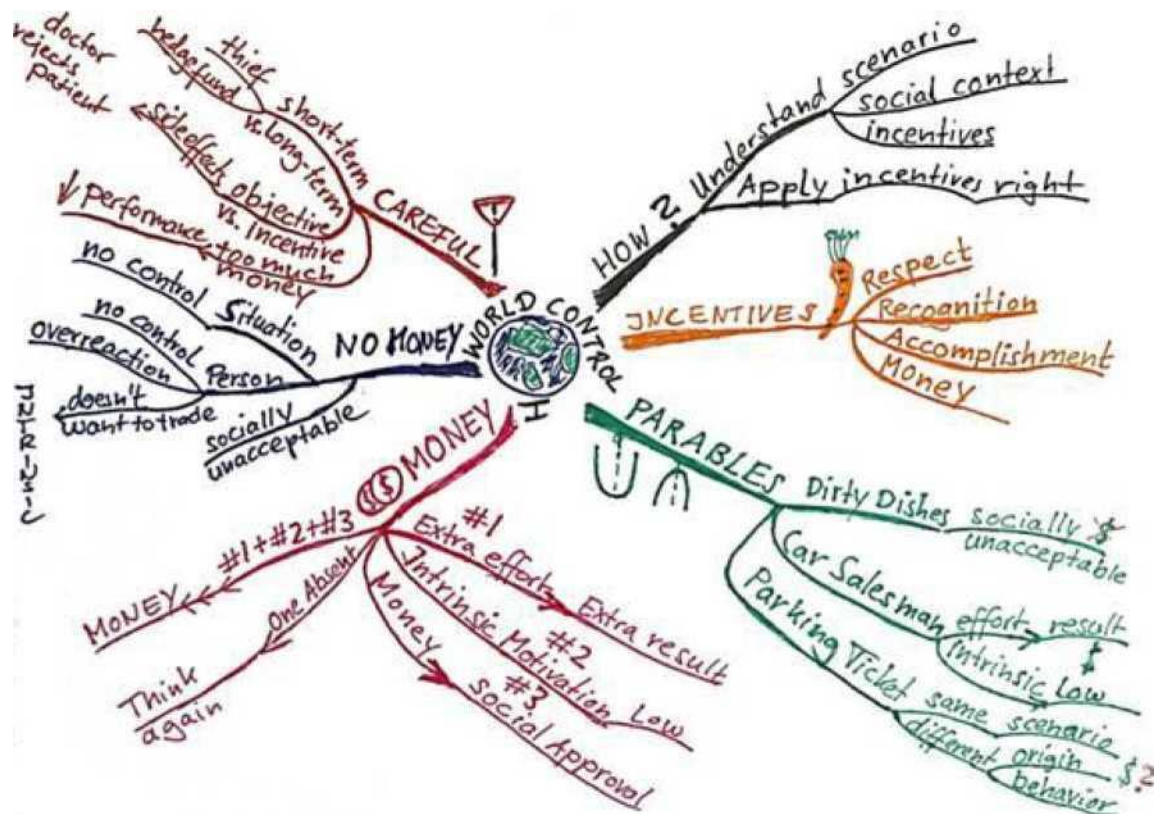 WORLD CONTROL
I
HOW ?
Understand scenario
social context
incentives
Apply incentives right
INCENTIVES
Respect
Recognition
Accomplishment
Money
PARABLES
Dirty Dishes
socially $
unacceptable
Car Salesman
effort → result
$
intrinsic Low
Parking Ticket
same scenario
different origin
behavior
$?
MONEY
$$
#1
Extra effort → Extra result
#2
Intrinsic Motivation Low
#3
Money → Social Approval
One Absent
Think
again
#1+#2+#3
MONEY
NO MONEY
Situation
no control
Person
no control
overreaction
doesn't
want to trade
INTRINSIC
socially
unacceptable
CAREFUL
!
short-term
vs. long-term
thief
hedgefund
objective
vs. incentive
side effects
doctor
rejects
patient
too much
money
↓ performance